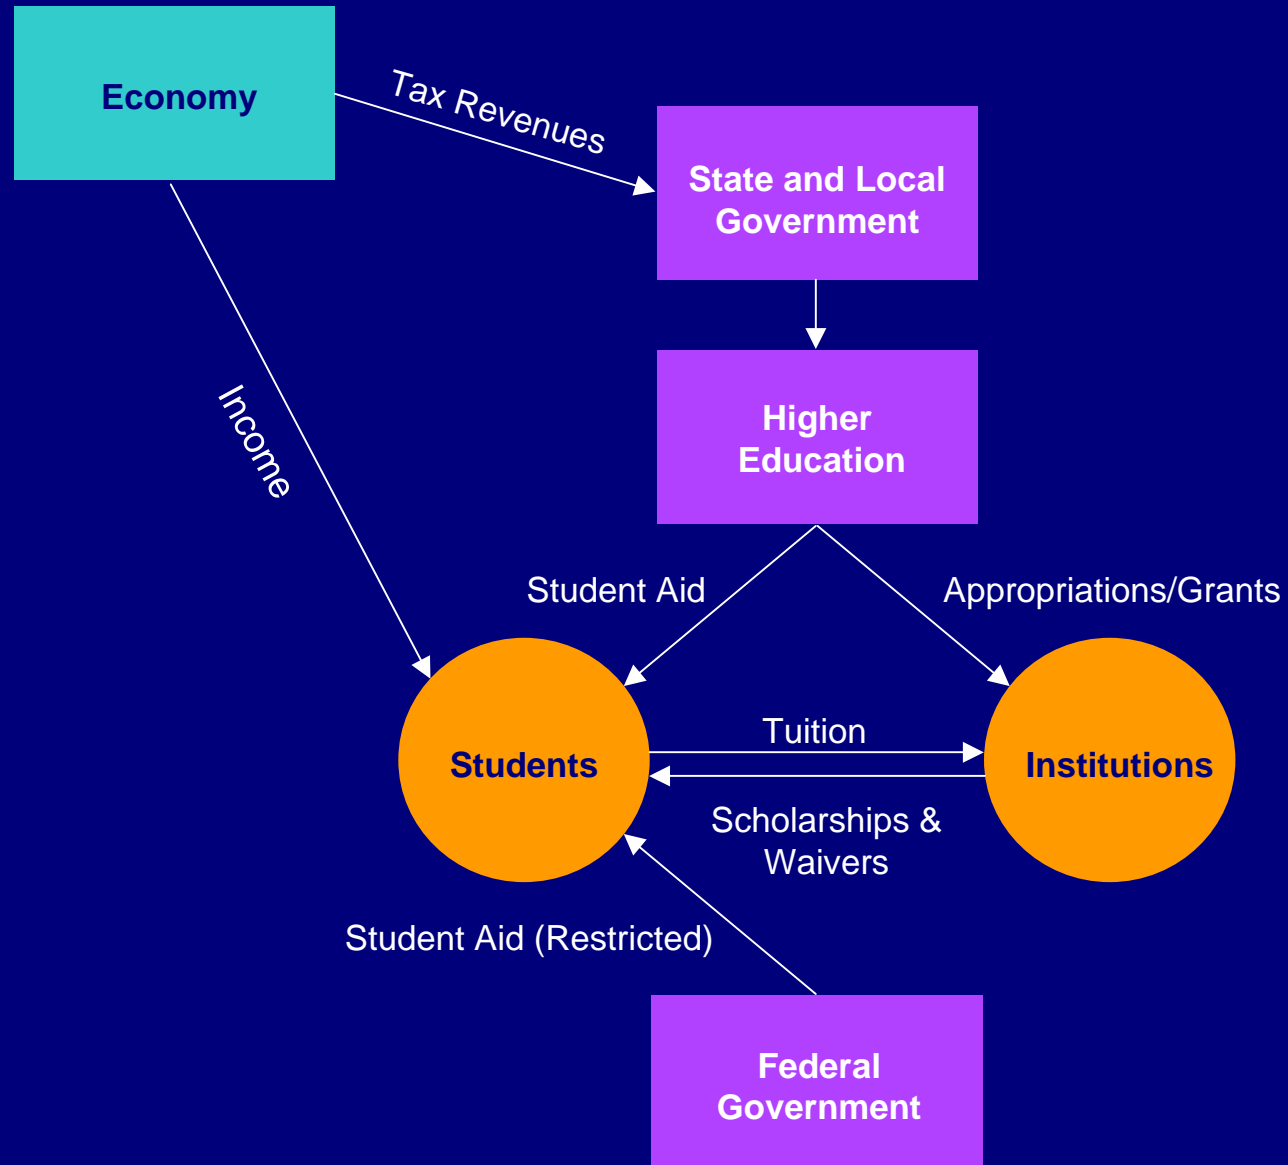 Economy
Tax Revenues
State and Local
Government
Higher
Education
Income
Student Aid
Appropriations/Grants
Tuition
Students
Institutions
Scholarships &
Waivers
Student Aid (Restricted)
Federal
Government